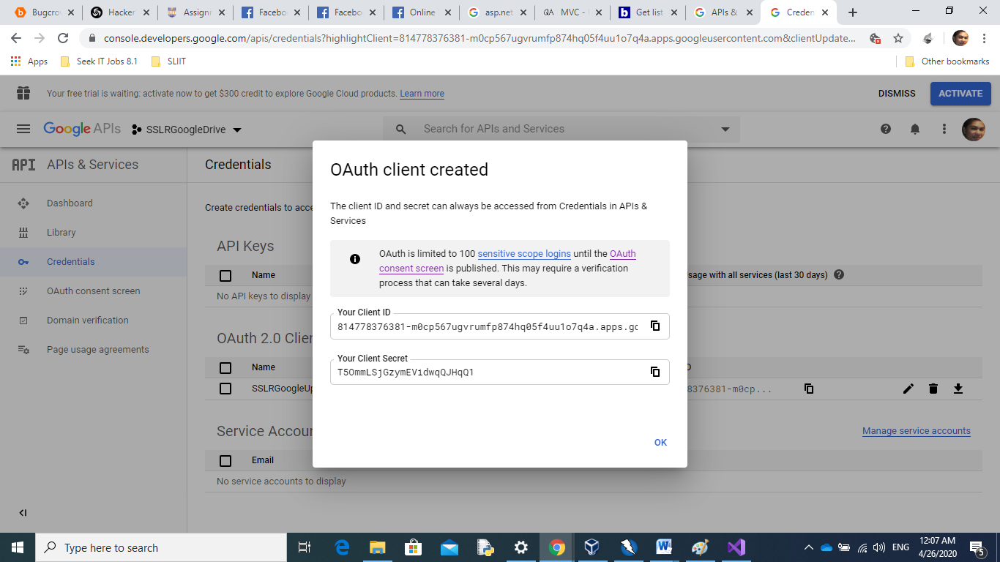 Bugcro
Hacker
Assignm
Facebo
Facebo
Online
asp.net
QA MVC -
Get list
APIs &
Creden
console.developers.google.com/apis/credentials?highlightClient=814778376381-m0cp567ugvrumfp874hq05f4uu1o7q4a.apps.googleusercontent.com&clientUpdate...
Apps
Seek IT Jobs 8.1
SLIIT
Other bookmarks
Your free trial is waiting: activate now to get $300 credit to explore Google Cloud products. Learn more
DISMISS
ACTIVATE
Google APIs
SSLRGoogleDrive
Search for APIs and Services
API APIs & Services
Credentials
Dashboard
Library
Credentials
OAuth consent screen
Domain verification
Page usage agreements
Create credentials to acce
API Keys
Name
sage with all services (last 30 days)
No API keys to display
OAuth 2.0 Clien
Name
D
SSLRGoogleUp
8376381-m0cp...
Service Accoun
Manage service accounts
Email
No service accounts to display
OAuth client created
The client ID and secret can always be accessed from Credentials in APIs &
Services
OAuth is limited to 100 sensitive scope logins until the OAuth
consent screen is published. This may require a verification
process that can take several days.
Your Client ID
814778376381-m0cp567ugvrumfp874hq05f4uu1o7q4a.apps.go
Your Client Secret
T5OmmLSjGzymEVidwqQJHqQ1
OK
Type here to search
ENG
12:07 AM
4/26/2020
5